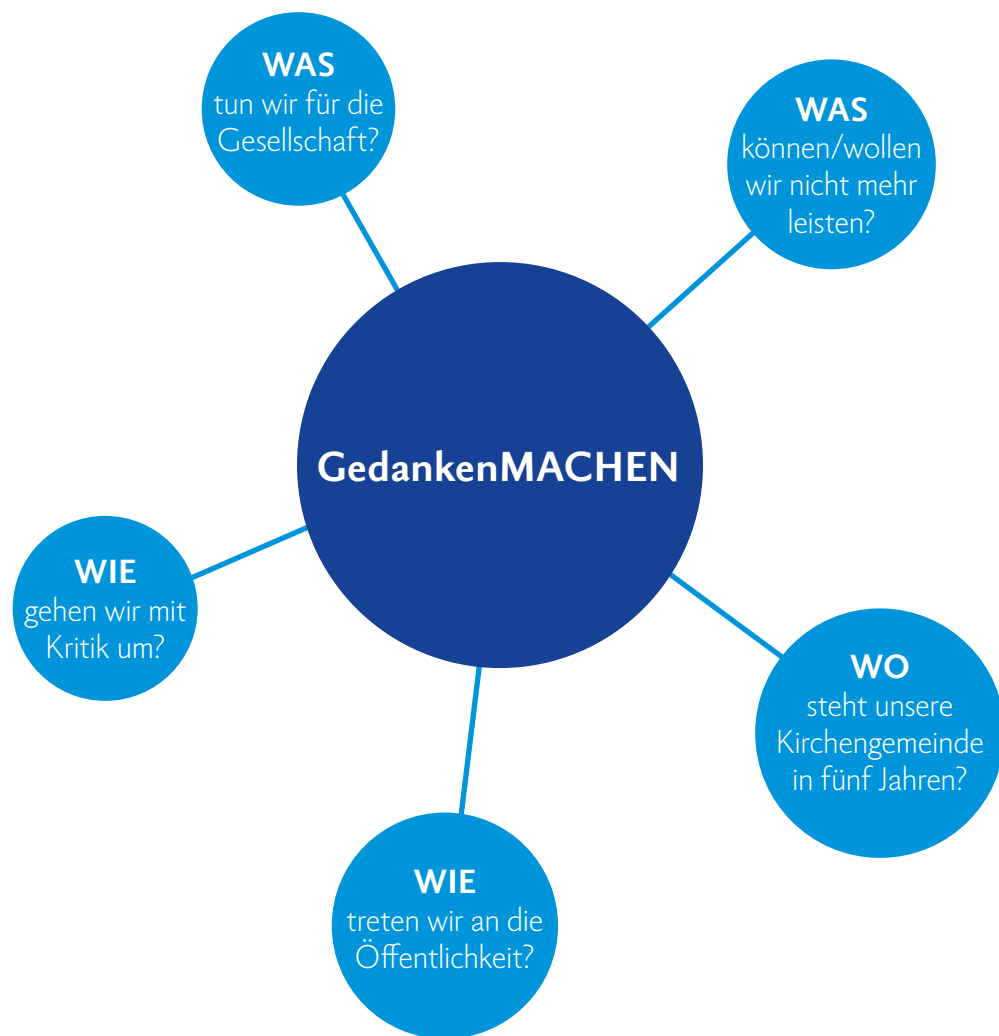 WAS
tun wir für die
Gesellschaft?
WAS
können/wollen
wir nicht mehr
leisten?
GedankenMACHEN
WIE
gehen wir mit
Kritik um?
WO
steht unsere
Kirchengemeinde
in fünf Jahren?
WIE
treten wir an die
Öffentlichkeit?